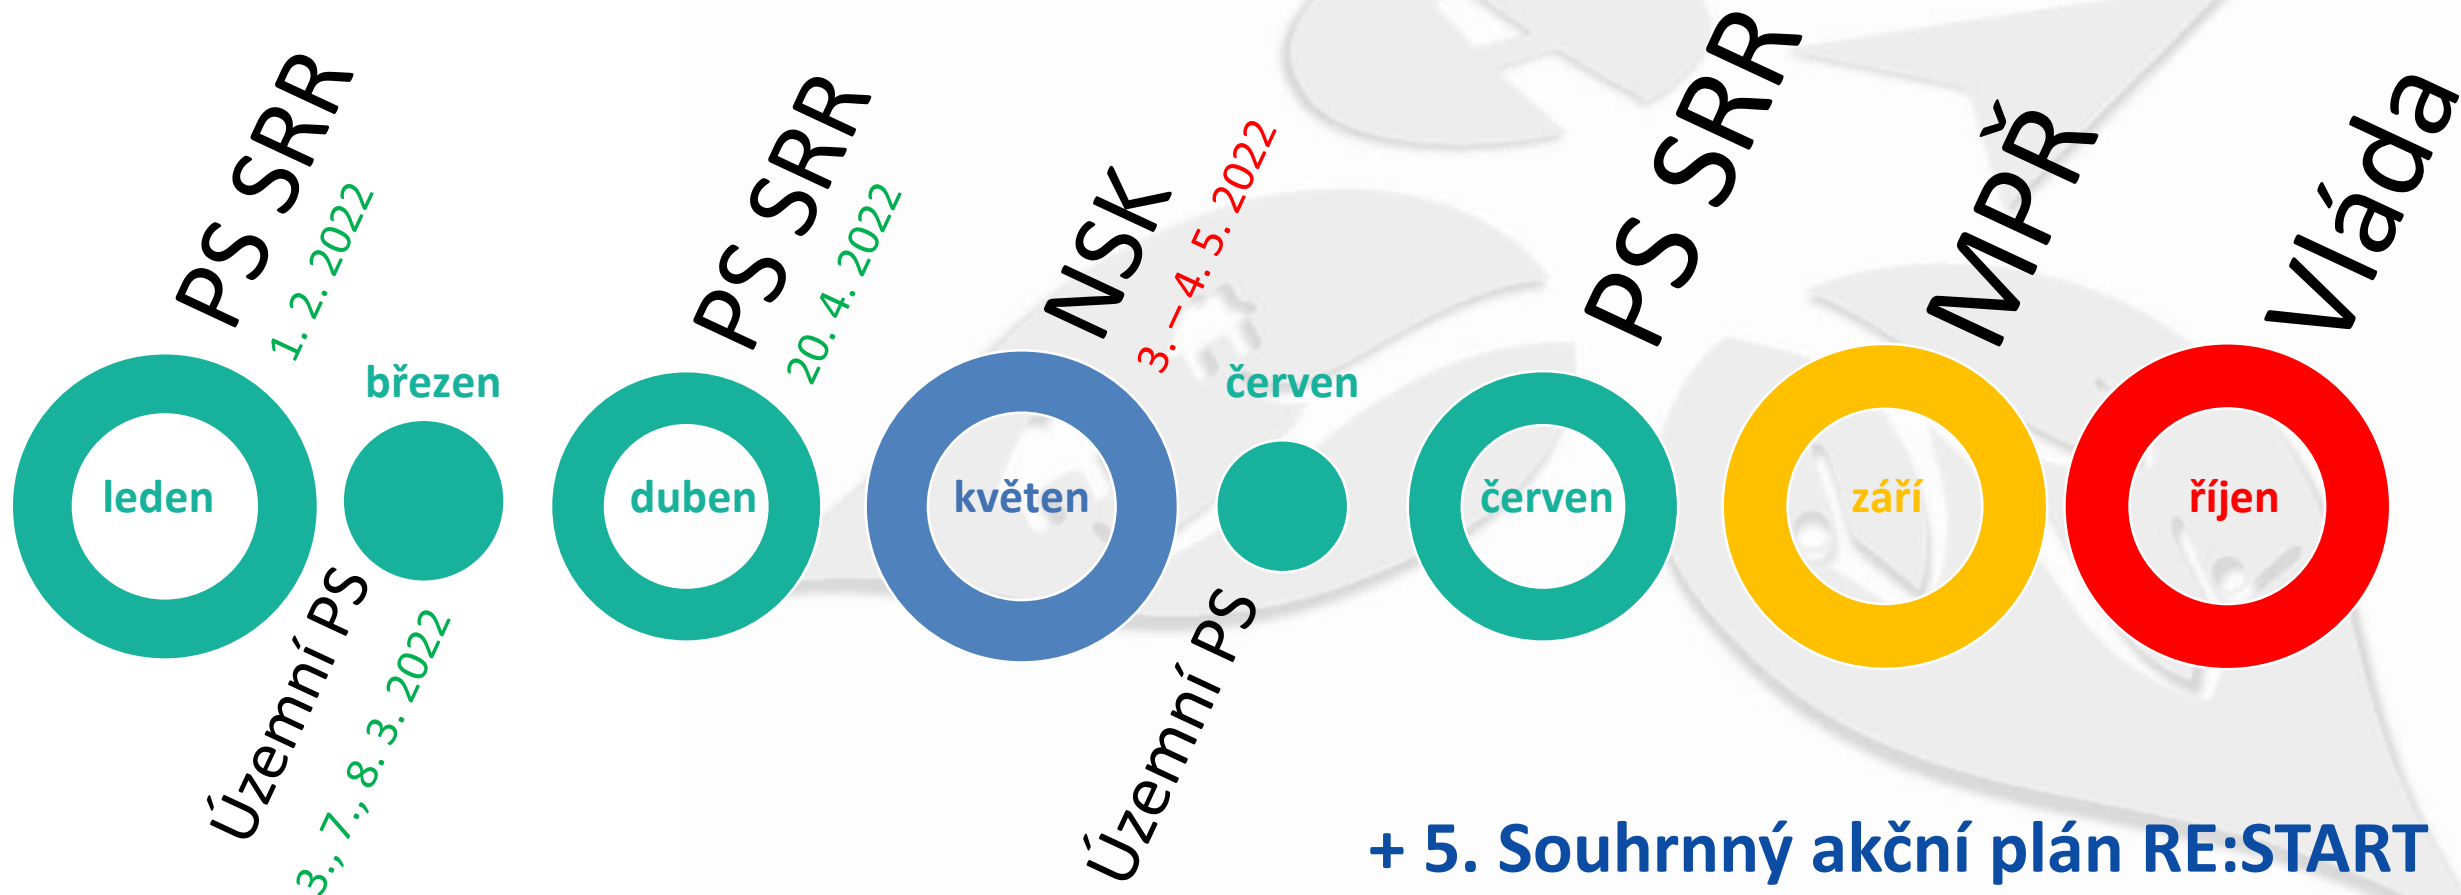 PS SRR
1. 2. 2022
leden
březen
Územní PS
3., 7., 8. 3. 2022
PS SRR
20. 4. 2022
duben
NSK
3. – 4. 5. 2022
květen
červen
Územní PS
PS SRR
červen
MPŘ
září
Vláda
říjen
+ 5. Souhrnný akční plán RE:START